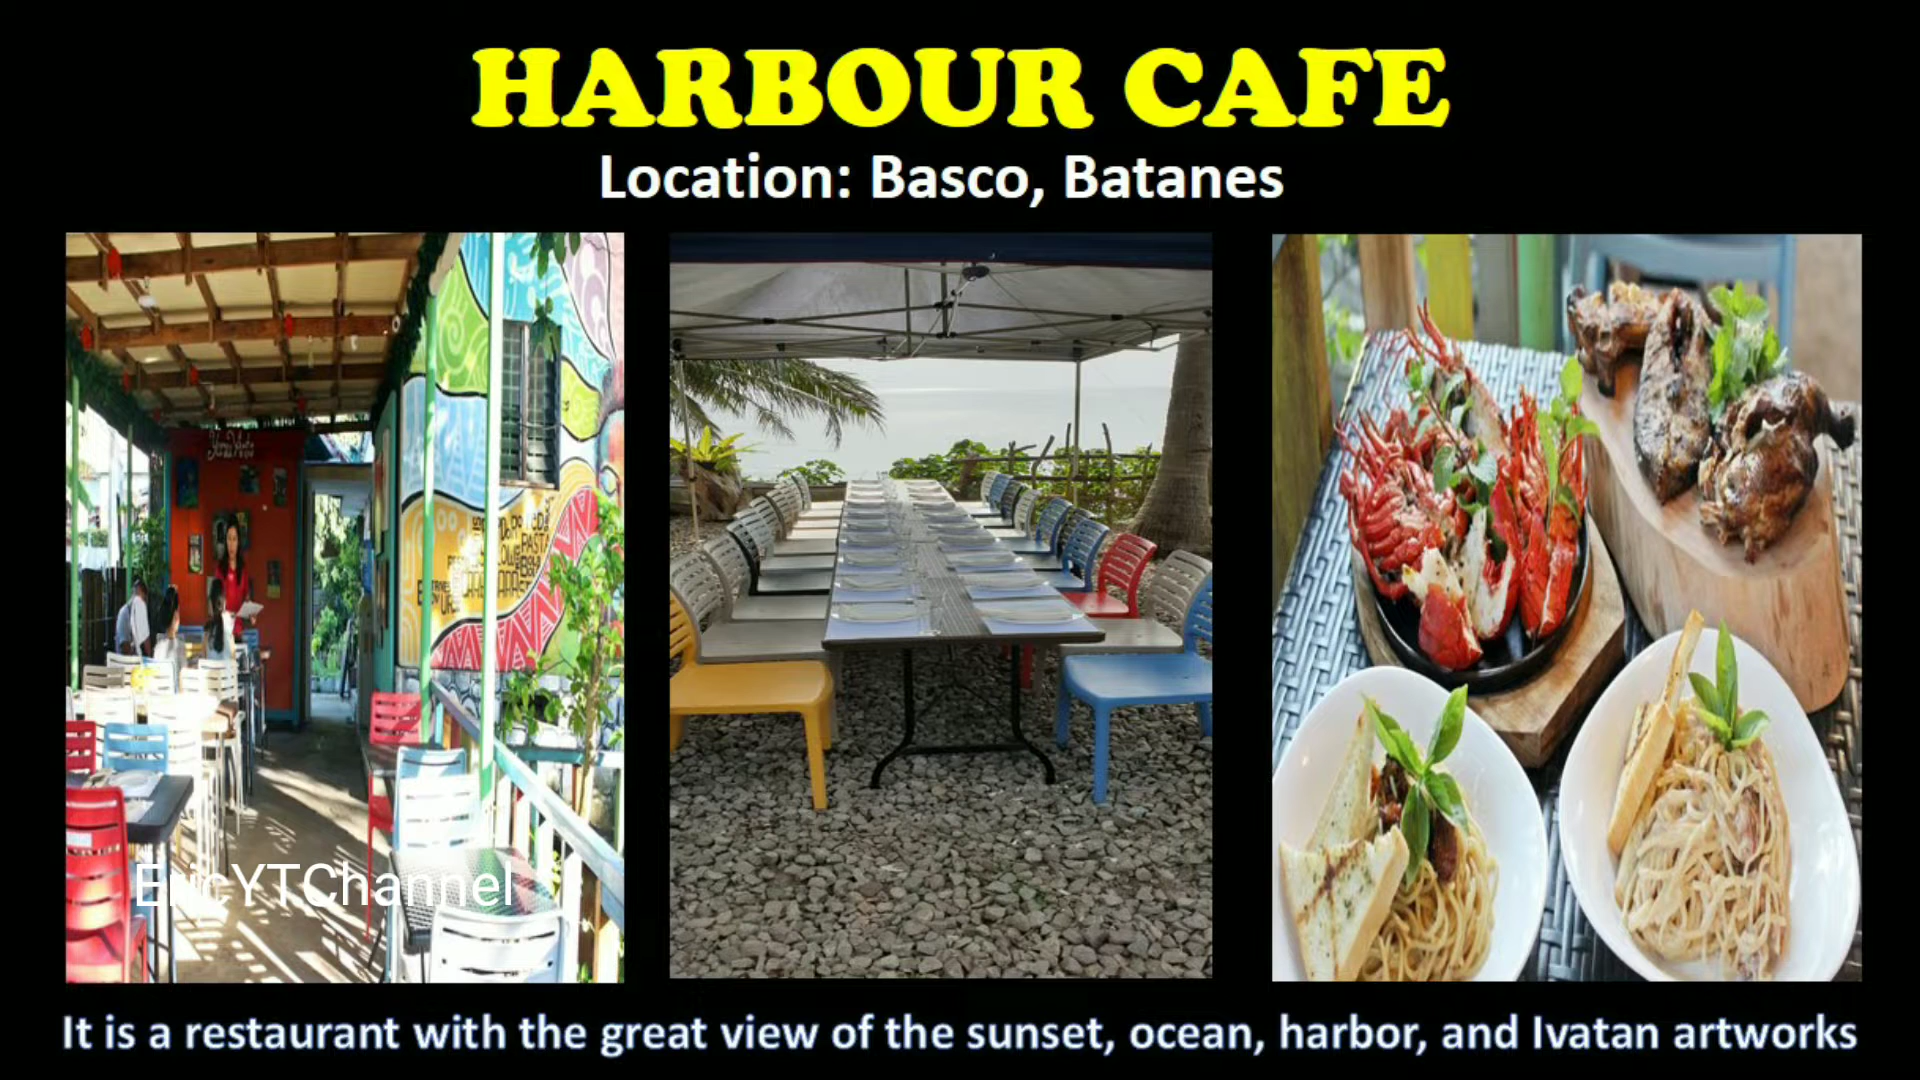 HARBOUR CAFE
Location: Basco, Batanes
EricYTChannel
It is a restaurant with the great view of the sunset, ocean, harbor, and Ivatan artworks